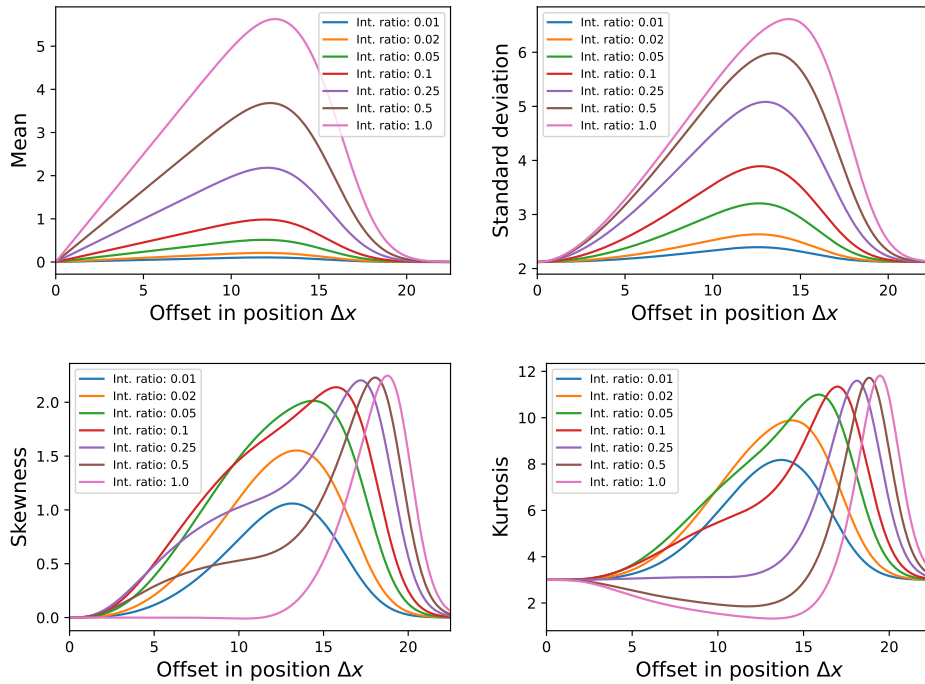 Mean
5
4
3
2
1
0
Int. ratio: 0.01
Int. ratio: 0.02
Int. ratio: 0.05
Int. ratio: 0.1
Int. ratio: 0.25
Int. ratio: 0.5
Int. ratio: 1.0
0 5 10 15 20
Offset in position Δx
Standard deviation
6
5
4
3
2
Int. ratio: 0.01
Int. ratio: 0.02
Int. ratio: 0.05
Int. ratio: 0.1
Int. ratio: 0.25
Int. ratio: 0.5
Int. ratio: 1.0
0 5 10 15 20
Offset in position Δx
Skewness
2.0
1.5
1.0
0.5
0.0
Int. ratio: 0.01
Int. ratio: 0.02
Int. ratio: 0.05
Int. ratio: 0.1
Int. ratio: 0.25
Int. ratio: 0.5
Int. ratio: 1.0
0 5 10 15 20
Offset in position Δx
Kurtosis
12
10
8
6
4
2
Int. ratio: 0.01
Int. ratio: 0.02
Int. ratio: 0.05
Int. ratio: 0.1
Int. ratio: 0.25
Int. ratio: 0.5
Int. ratio: 1.0
0 5 10 15 20
Offset in position Δx